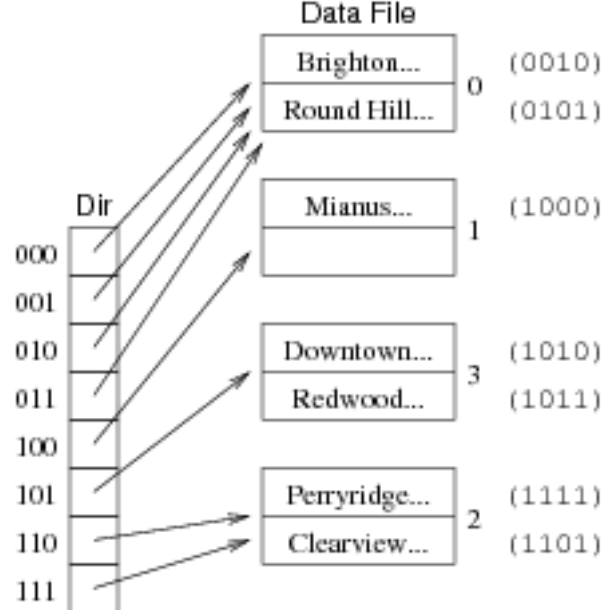 Data File
Brighton... (0010)
0
Round Hill... (0101)
Mianus... (1000)
1
Downtown... (1010)
3
Redwood... (1011)
Perryridge... (1111)
2
Clearview... (1101)
Dir
000
001
010
011
100
101
110
111